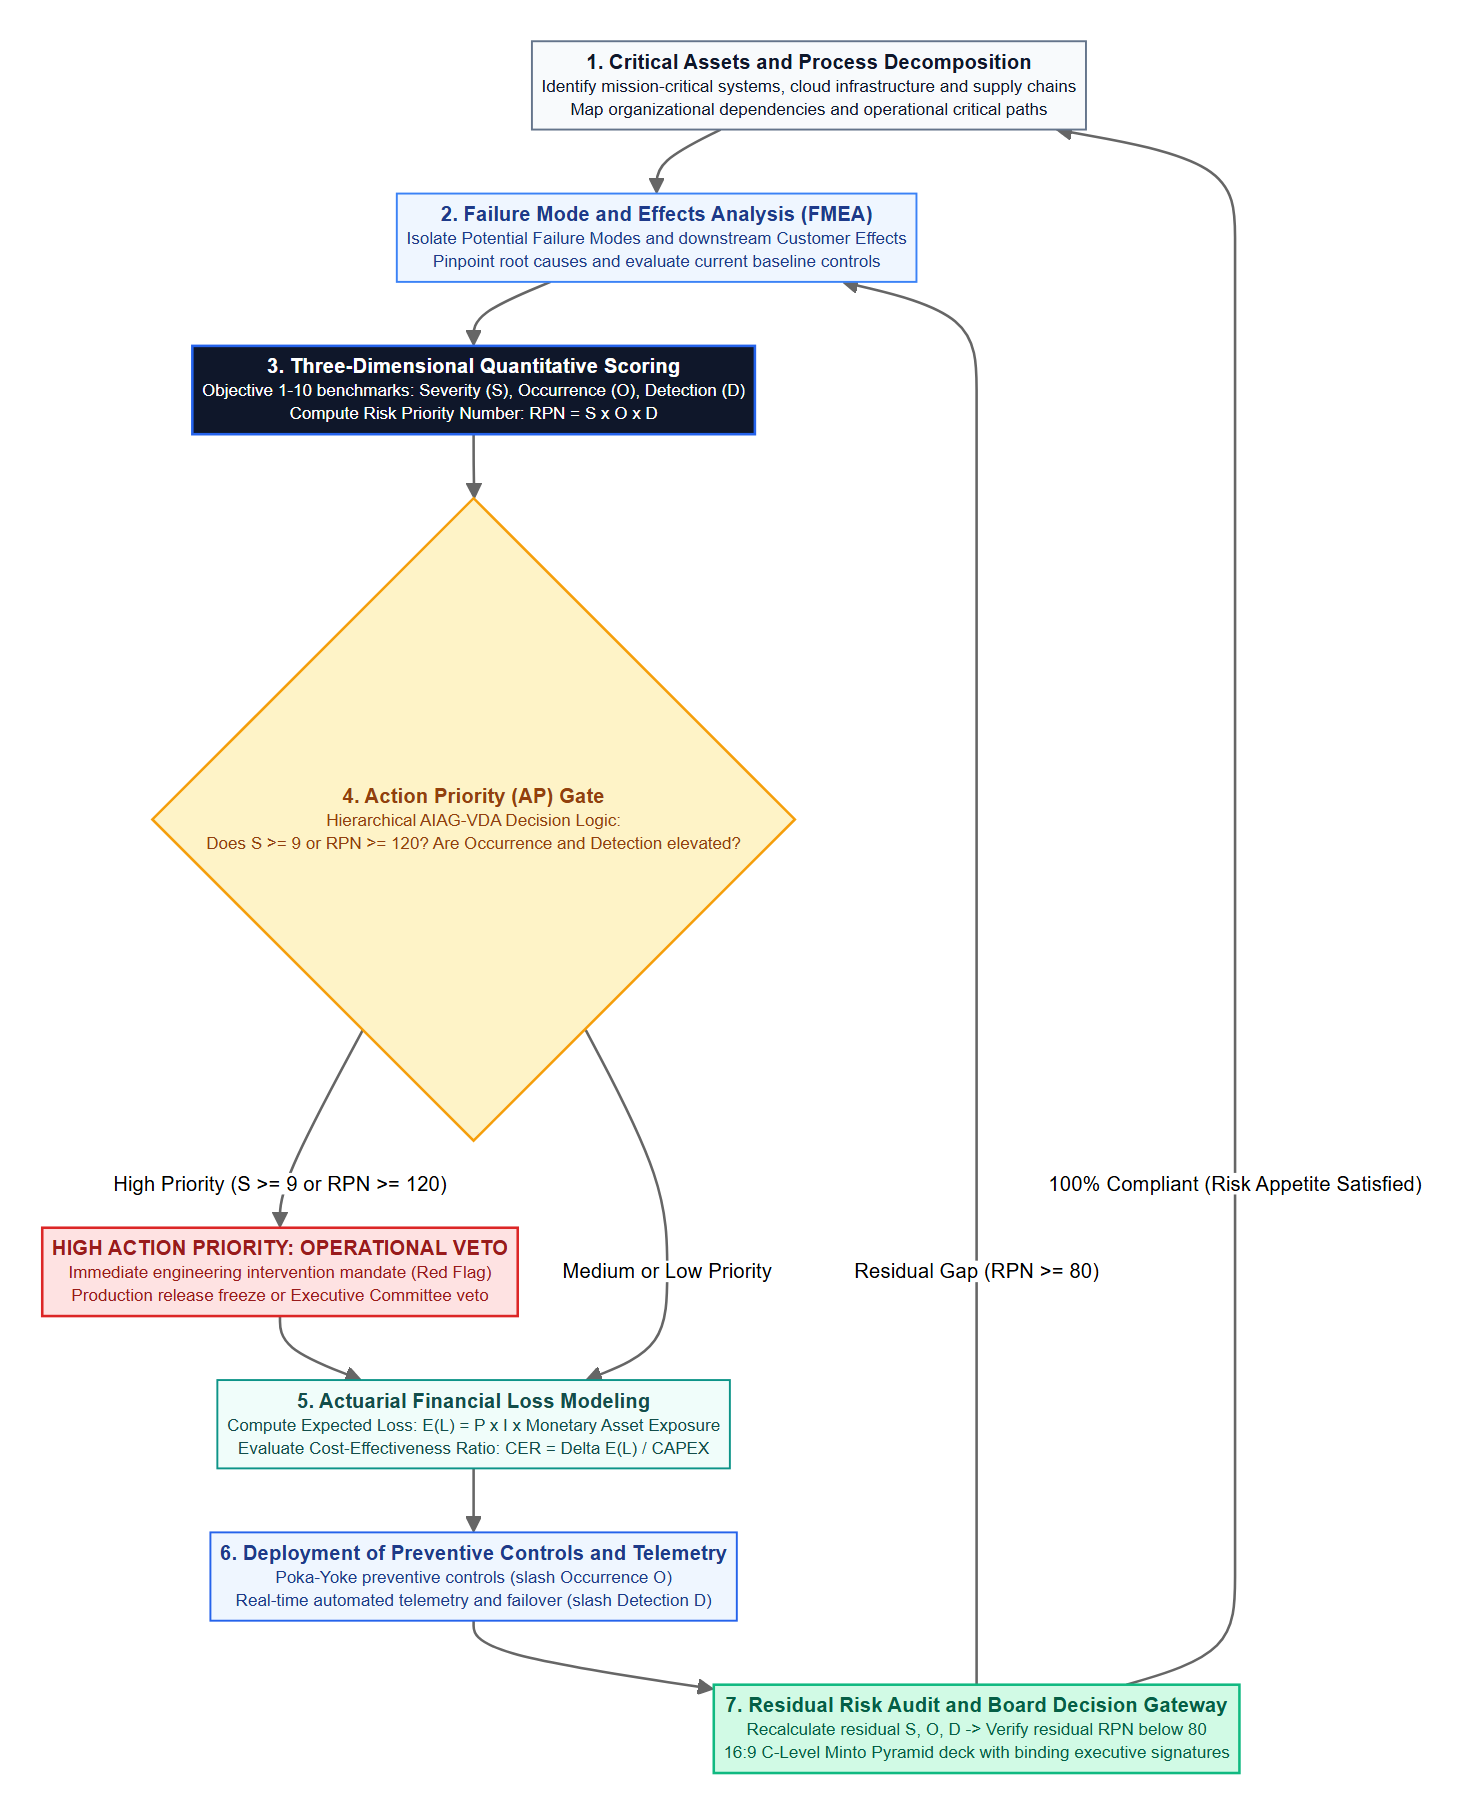 1. Critical Assets and Process Decomposition
Identify mission-critical systems, cloud infrastructure and supply chains
Map organizational dependencies and operational critical paths
2. Failure Mode and Effects Analysis (FMEA)
Isolate Potential Failure Modes and downstream Customer Effects
Pinpoint root causes and evaluate current baseline controls
3. Three-Dimensional Quantitative Scoring
Objective 1-10 benchmarks: Severity (S), Occurrence (O), Detection (D)
Compute Risk Priority Number: RPN = S x O x D
4. Action Priority (AP) Gate
Hierarchical AIAG-VDA Decision Logic:
Does S >= 9 or RPN >= 120? Are Occurrence and Detection elevated?
High Priority (S >= 9 or RPN >= 120)
100% Compliant (Risk Appetite Satisfied)
HIGH ACTION PRIORITY: OPERATIONAL VETO
Immediate engineering intervention mandate (Red Flag)
Production release freeze or Executive Committee veto
Medium or Low Priority
Residual Gap (RPN >= 80)
5. Actuarial Financial Loss Modeling
Compute Expected Loss: E(L) = P x I x Monetary Asset Exposure
Evaluate Cost-Effectiveness Ratio: CER = Delta E(L) / CAPEX
6. Deployment of Preventive Controls and Telemetry
Poka-Yoke preventive controls (slash Occurrence O)
Real-time automated telemetry and failover (slash Detection D)
7. Residual Risk Audit and Board Decision Gateway
Recalculate residual S, O, D -> Verify residual RPN below 80
16:9 C-Level Minto Pyramid deck with binding executive signatures